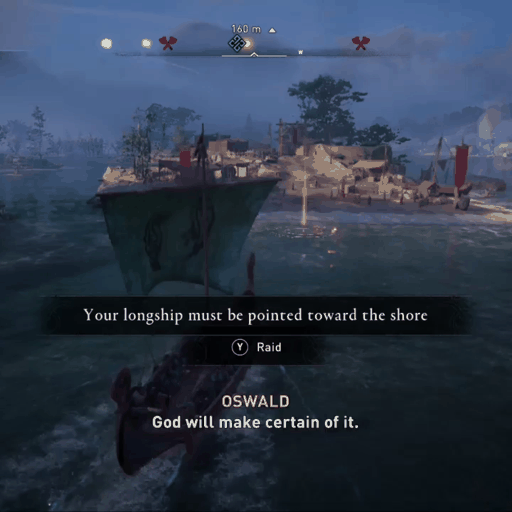 160 m
W
Your longship must be pointed toward the shore
Y Raid
OSWALD
God will make certain of it.